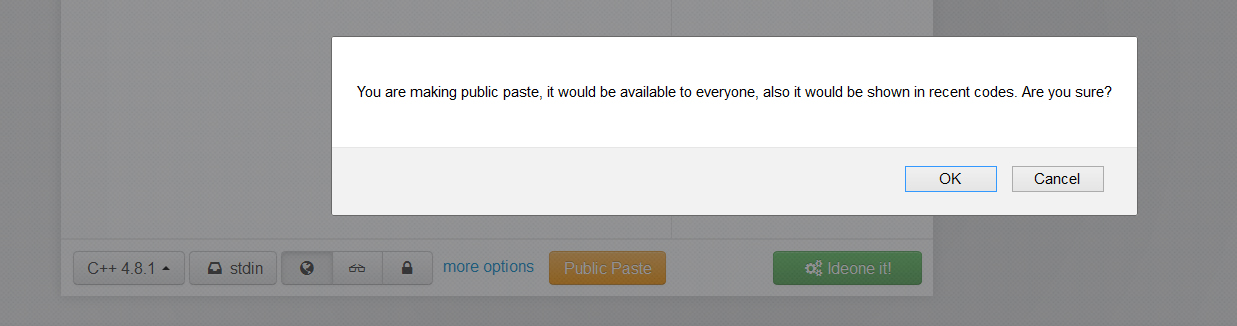 You are making public paste, it would be available to everyone, also it would be shown in recent codes. Are you sure?
OK Cancel
C++ 4.8.1 stdin more options Public Paste Ideone it!